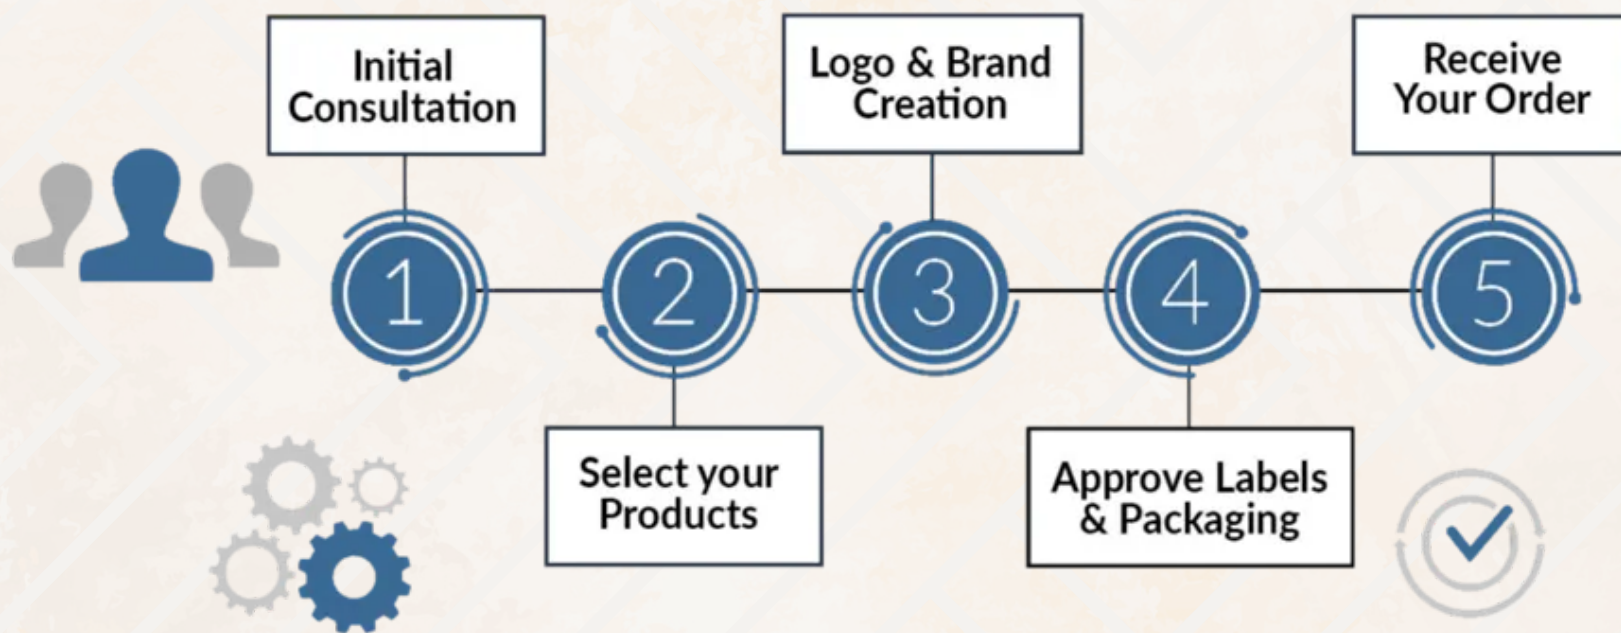 Initial
Consultation
1
Select your
Products
2
Logo & Brand
Creation
3
Approve Labels
& Packaging
4
Receive
Your Order
5